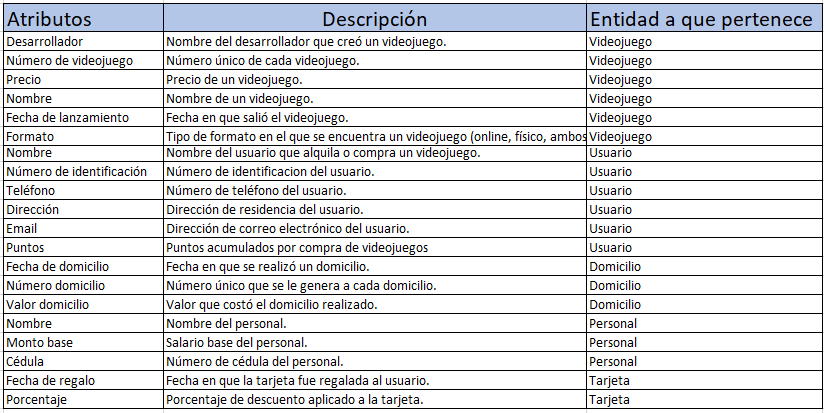 Atributos Descripción Entidad a que pertenece
Desarrollador Nombre del desarrollador que creó un videojuego. Videojuego
Número de videojuego Número único de cada videojuego. Videojuego
Precio Precio de un videojuego. Videojuego
Nombre Nombre de un videojuego. Videojuego
Fecha de lanzamiento Fecha en que salió el videojuego. Videojuego
Formato Tipo de formato en el que se encuentra un videojuego (online, físico, ambos Videojuego
Nombre Nombre del usuario que alquila o compra un videojuego. Usuario
Número de identificación Número de identificacion del usuario. Usuario
Teléfono Número de teléfono del usuario. Usuario
Dirección Dirección de residencia del usuario. Usuario
Email Dirección de correo electrónico del usuario. Usuario
Puntos Puntos acumulados por compra de videojuegos Usuario
Fecha de domicilio Fecha en que se realizó un domicilio. Domicilio
Número domicilio Número único que se le genera a cada domicilio. Domicilio
Valor domicilio Valor que costó el domicilio realizado. Domicilio
Nombre Nombre del personal. Personal
Monto base Salario base del personal. Personal
Cédula Número de cédula del personal. Personal
Fecha de regalo Fecha en que la tarjeta fue regalada al usuario. Tarjeta
Porcentaje Porcentaje de descuento aplicado a la tarjeta. Tarjeta